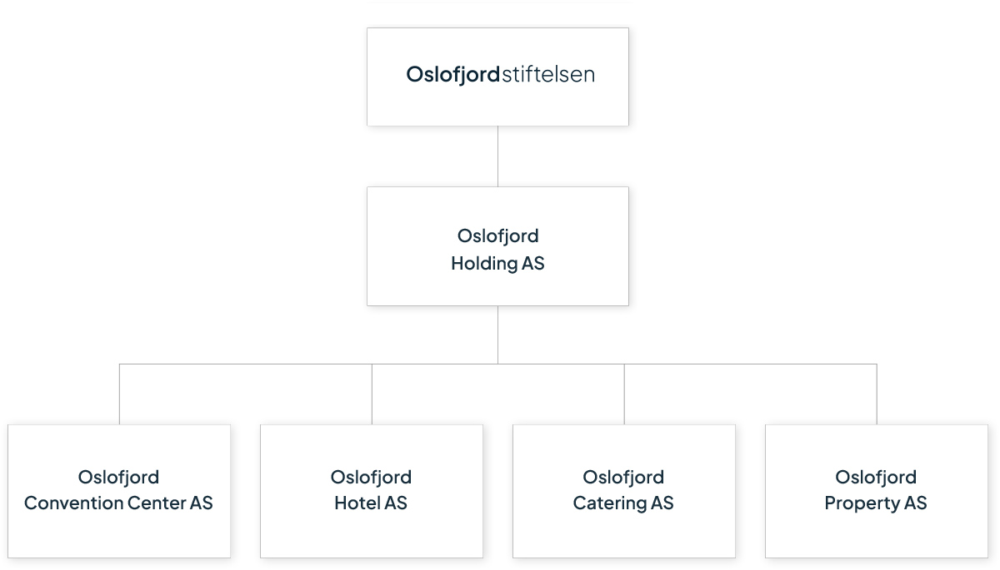 Oslofjordstiftelsen
Oslofjord
Holding AS
Oslofjord
Convention Center AS
Oslofjord
Hotel AS
Oslofjord
Catering AS
Oslofjord
Property AS